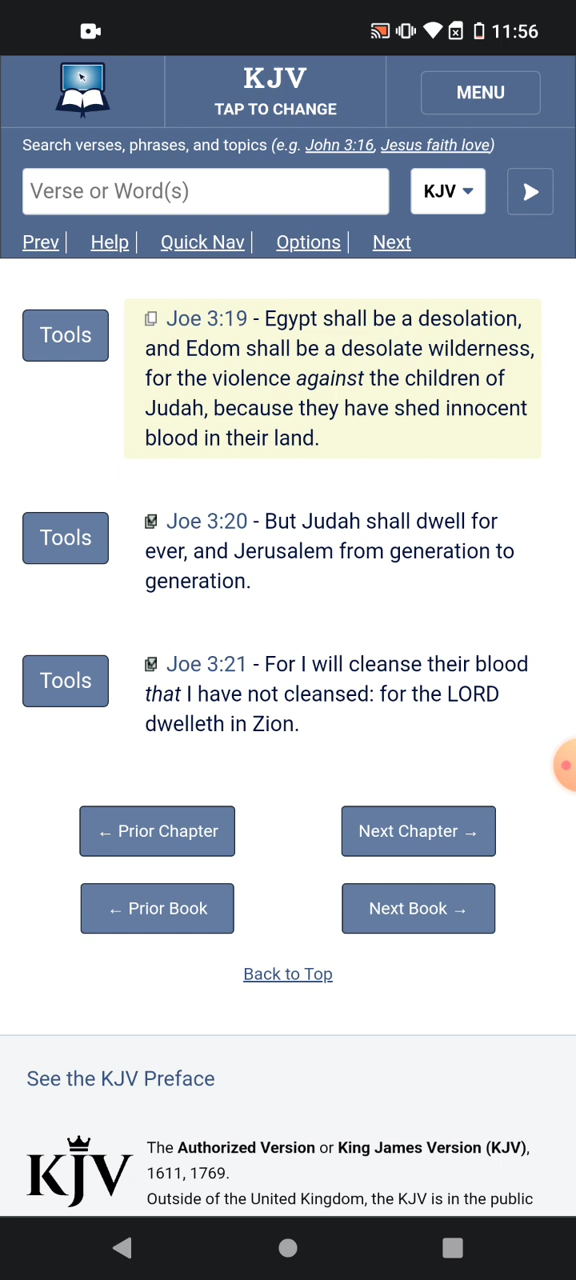 11:56
KJV
TAP TO CHANGE
MENU
Search verses, phrases, and topics (e.g. John 3:16, Jesus faith love)
Verse or Word(s)
KJV
Prev
Help
Quick Nav
Options
Next
Tools
Joe 3:19 - Egypt shall be a desolation,
and Edom shall be a desolate wilderness,
for the violence against the children of
Judah, because they have shed innocent
blood in their land.
Tools
Joe 3:20 - But Judah shall dwell for
ever, and Jerusalem from generation to
generation.
Tools
Joe 3:21 - For I will cleanse their blood
that I have not cleansed: for the LORD
dwelleth in Zion.
← Prior Chapter
Next Chapter →
← Prior Book
Next Book →
Back to Top
See the KJV Preface
KJV
The Authorized Version or King James Version (KJV),
1611, 1769.
Outside of the United Kingdom, the KJV is in the public